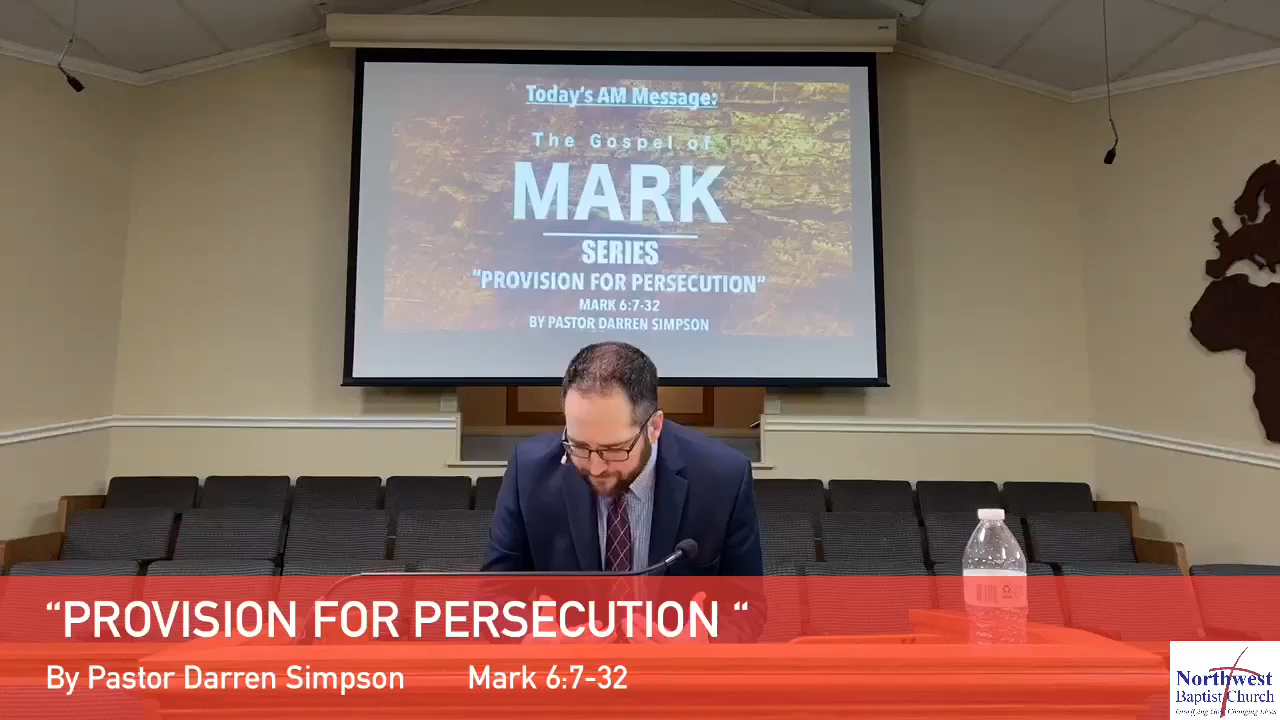 Today's AM Message:
The Gospel of
MARK
SERIES
"PROVISION FOR PERSECUTION"
MARK 6:7-32
BY PASTOR DARREN SIMPSON
“PROVISION FOR PERSECUTION “
By Pastor Darren Simpson Mark 6:7-32
Northwest
Baptist Church